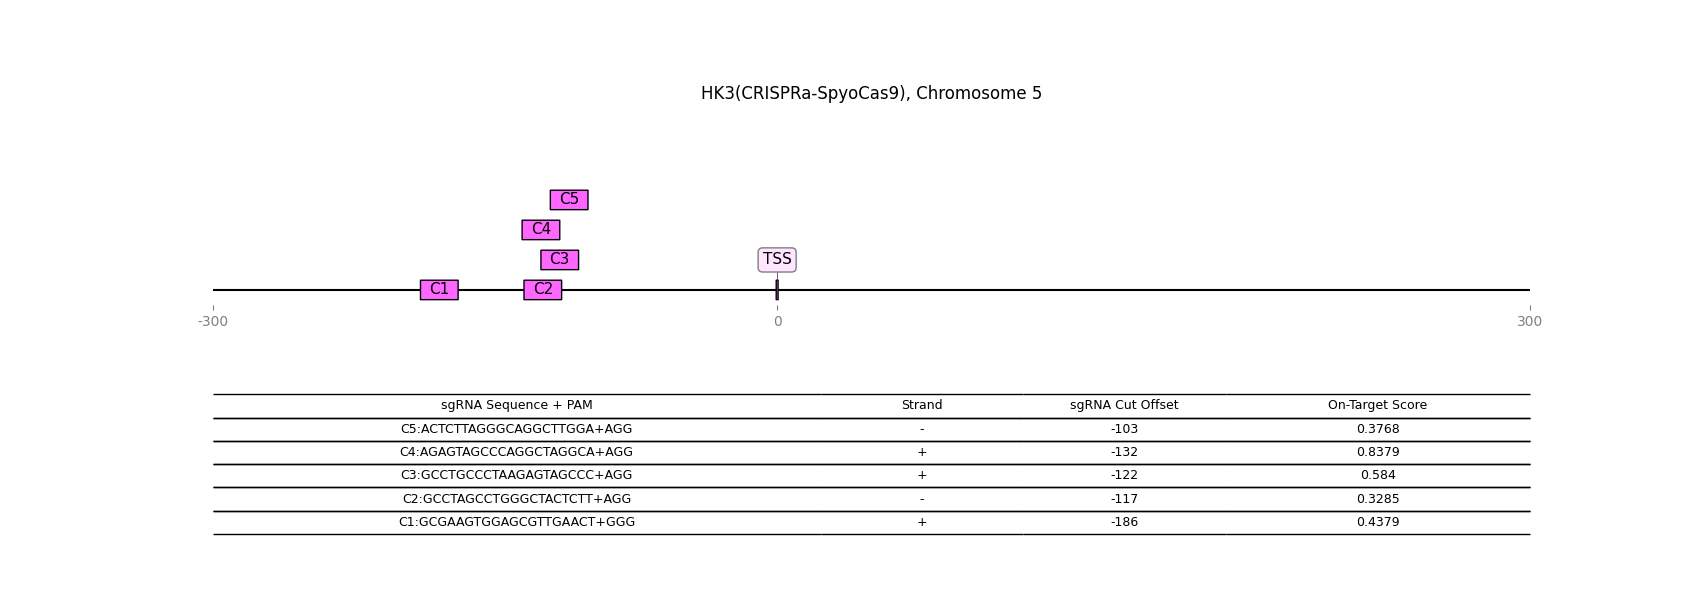 HK3(CRISPRa-SpyoCas9), Chromosome 5
C5
C4
C3
TSS
C1 C2
-300 0 300
sgRNA Sequence + PAM Strand sgRNA Cut Offset On-Target Score
C5:ACTCTTAGGGCAGGCTTGGA+AGG - -103 0.3768
C4:AGAGTAGCCCAGGCTAGGCA+AGG + -132 0.8379
C3:GCCTGCCCTAAGAGTAGCCC+AGG + -122 0.584
C2:GCCTAGCCTGGGCTACTCTT+AGG - -117 0.3285
C1:GCGAAGTGGAGCGTTGAACT+GGG + -186 0.4379